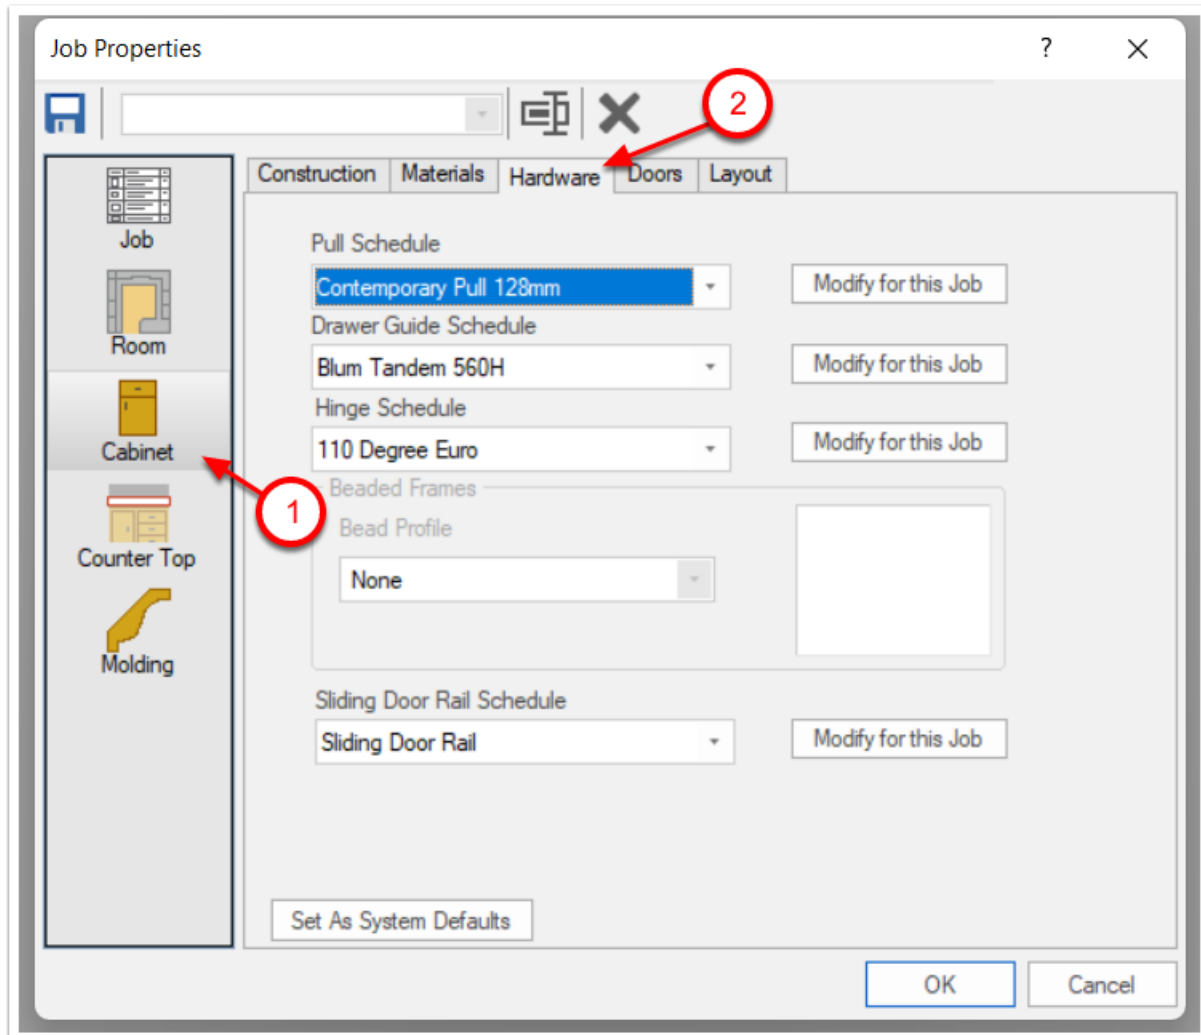 Job Properties ?
2
Construction Materials Hardware Doors Layout
Job
Room
Cabinet
Counter Top
Molding
1
Pull Schedule
Contemporary Pull 128mm Modify for this Job
Drawer Guide Schedule
Blum Tandem 560H Modify for this Job
Hinge Schedule
110 Degree Euro Modify for this Job
Beaded Frames
Bead Profile
None
Sliding Door Rail Schedule
Sliding Door Rail Modify for this Job
Set As System Defaults
OK Cancel